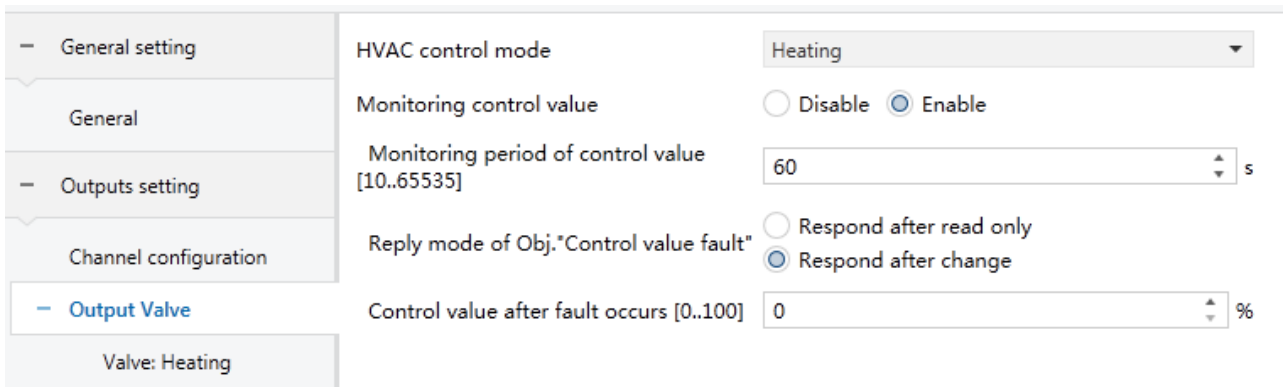 General setting
General
Outputs setting
Channel configuration
Output Valve
Valve: Heating
HVAC control mode
Heating
Monitoring control value
Disable Enable
Monitoring period of control value
[10..65535]
60 s
Reply mode of Obj."Control value fault"
Respond after read only
Respond after change
Control value after fault occurs [0..100]
0 %